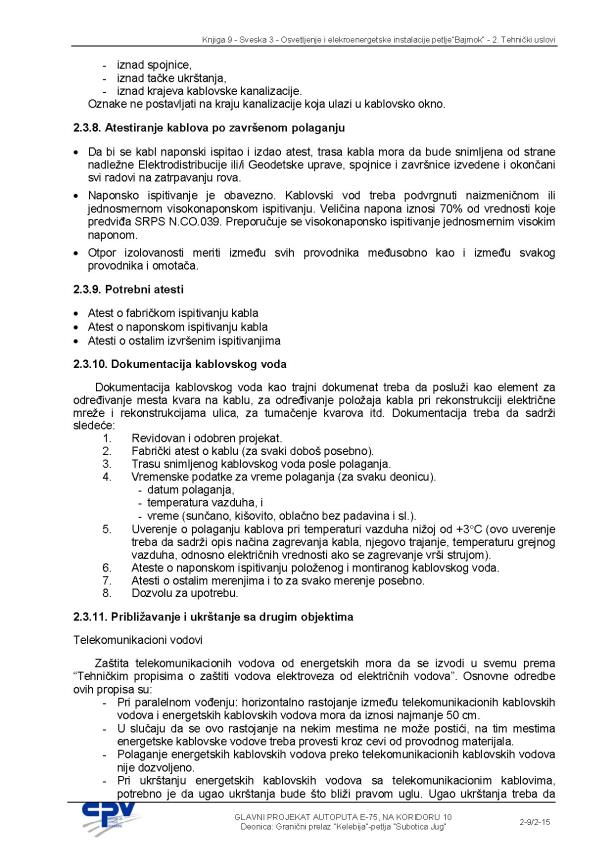 Knjiga 9 - Sveska 3 - Osvetljenje i elekroenergetske instalacije petlje"Bajmok" - 2. Tehnički uslovi
- iznad spojnice,
- iznad tačke ukrštanja,
- iznad krajeva kablovske kanalizacije.
Oznake ne postavljati na kraju kanalizacije koja ulazi u kablovsko okno.
2.3.8. Atestiranje kablova po završenom polaganju
• Da bi se kabl naponski ispitao i izdao atest, trasa kabla mora da bude snimljena od strane
nadležne Elektrodistribucije ili/i Geodetske uprave, spojnice i završnice izvedene i okončani
svi radovi na zatrpavanju rova.
• Naponsko ispitivanje je obavezno. Kablovski vod treba podvrgnuti naizmeničnom ili
jednosmernom visokonaponskom ispitivanju. Veličina napona iznosi 70% od vrednosti koje
predviđa SRPS N.CO.039. Preporučuje se visokonaponsko ispitivanje jednosmernim visokim
naponom.
• Otpor izolovanosti meriti između svih provodnika međusobno kao i između svakog
provodnika i omotača.
2.3.9. Potrebni atesti
• Atest o fabričkom ispitivanju kabla
• Atest o naponskom ispitivanju kabla
• Atesti o ostalim izvršenim ispitivanjima
2.3.10. Dokumentacija kablovskog voda
Dokumentacija kablovskog voda kao trajni dokumenat treba da posluži kao element za
određivanje mesta kvara na kablu, za određivanje položaja kabla pri rekonstrukciji električne
mreže i rekonstrukcijama ulica, za tumačenje kvarova itd. Dokumentacija treba da sadrži
sledeće:
1. Revidovan i odobren projekat.
2. Fabrički atest o kablu (za svaki doboš posebno).
3. Trasu snimljenog kablovskog voda posle polaganja.
4. Vremenske podatke za vreme polaganja (za svaku deonicu).
- datum polaganja,
- temperatura vazduha, i
- vreme (sunčano, kišovito, oblačno bez padavina i sl.).
5. Uverenje o polaganju kablova pri temperaturi vazduha nižoj od +3°C (ovo uverenje
treba da sadrži opis načina zagrevanja kabla, njegovo trajanje, temperaturu grejnog
vazduha, odnosno električnih vrednosti ako se zagrevanje vrši strujom).
6. Ateste o naponskom ispitivanju položenog i montiranog kablovskog voda.
7. Atesti o ostalim merenjima i to za svako merenje posebno.
8. Dozvolu za upotrebu.
2.3.11. Približavanje i ukrštanje sa drugim objektima
Telekomunikacioni vodovi
Zaštita telekomunikacionih vodova od energetskih mora da se izvodi u svemu prema
"Tehničkim propisima o zaštiti vodova elektroveza od električnih vodova". Osnovne odredbe
ovih propisa su:
- Pri paralelnom vođenju: horizontalno rastojanje između telekomunikacionih kablovskih
vodova i energetskih kablovskih vodova mora da iznosi najmanje 50 cm.
- U slučaju da se ovo rastojanje na nekim mestima ne može postići, na tim mestima
energetske kablovske vodove treba provesti kroz cevi od provodnog materijala.
- Polaganje energetskih kablovskih vodova preko telekomunikacionih kablovskih vodova
nije dozvoljeno.
- Pri ukrštanju energetskih kablovskih vodova sa telekomunikacionim kablovima,
potrebno je da ugao ukrštanja bude što bliži pravom uglu. Ugao ukrštanja treba da
CPV
GLAVNI PROJEKAT AUTOPUTA E-75, NA KORIDORU 10
Deonica: Granični prelaz "Kelebija"-petlja "Subotica Jug"
2-9/2-15